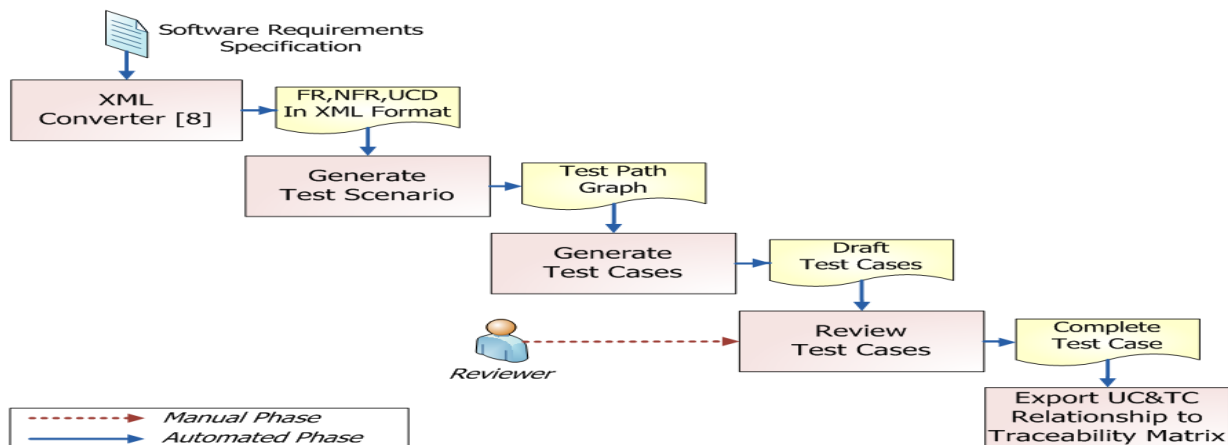 Software Requirements
Specification
XML
Converter [8]
FR,NFR,UCD
In XML Format
Generate
Test Scenario
Test Path
Graph
Generate
Test Cases
Draft
Test Cases
Reviewer
Review
Test Cases
Complete
Test Case
Export UC&TC
Relationship to
Traceability Matrix
Manual Phase
Automated Phase